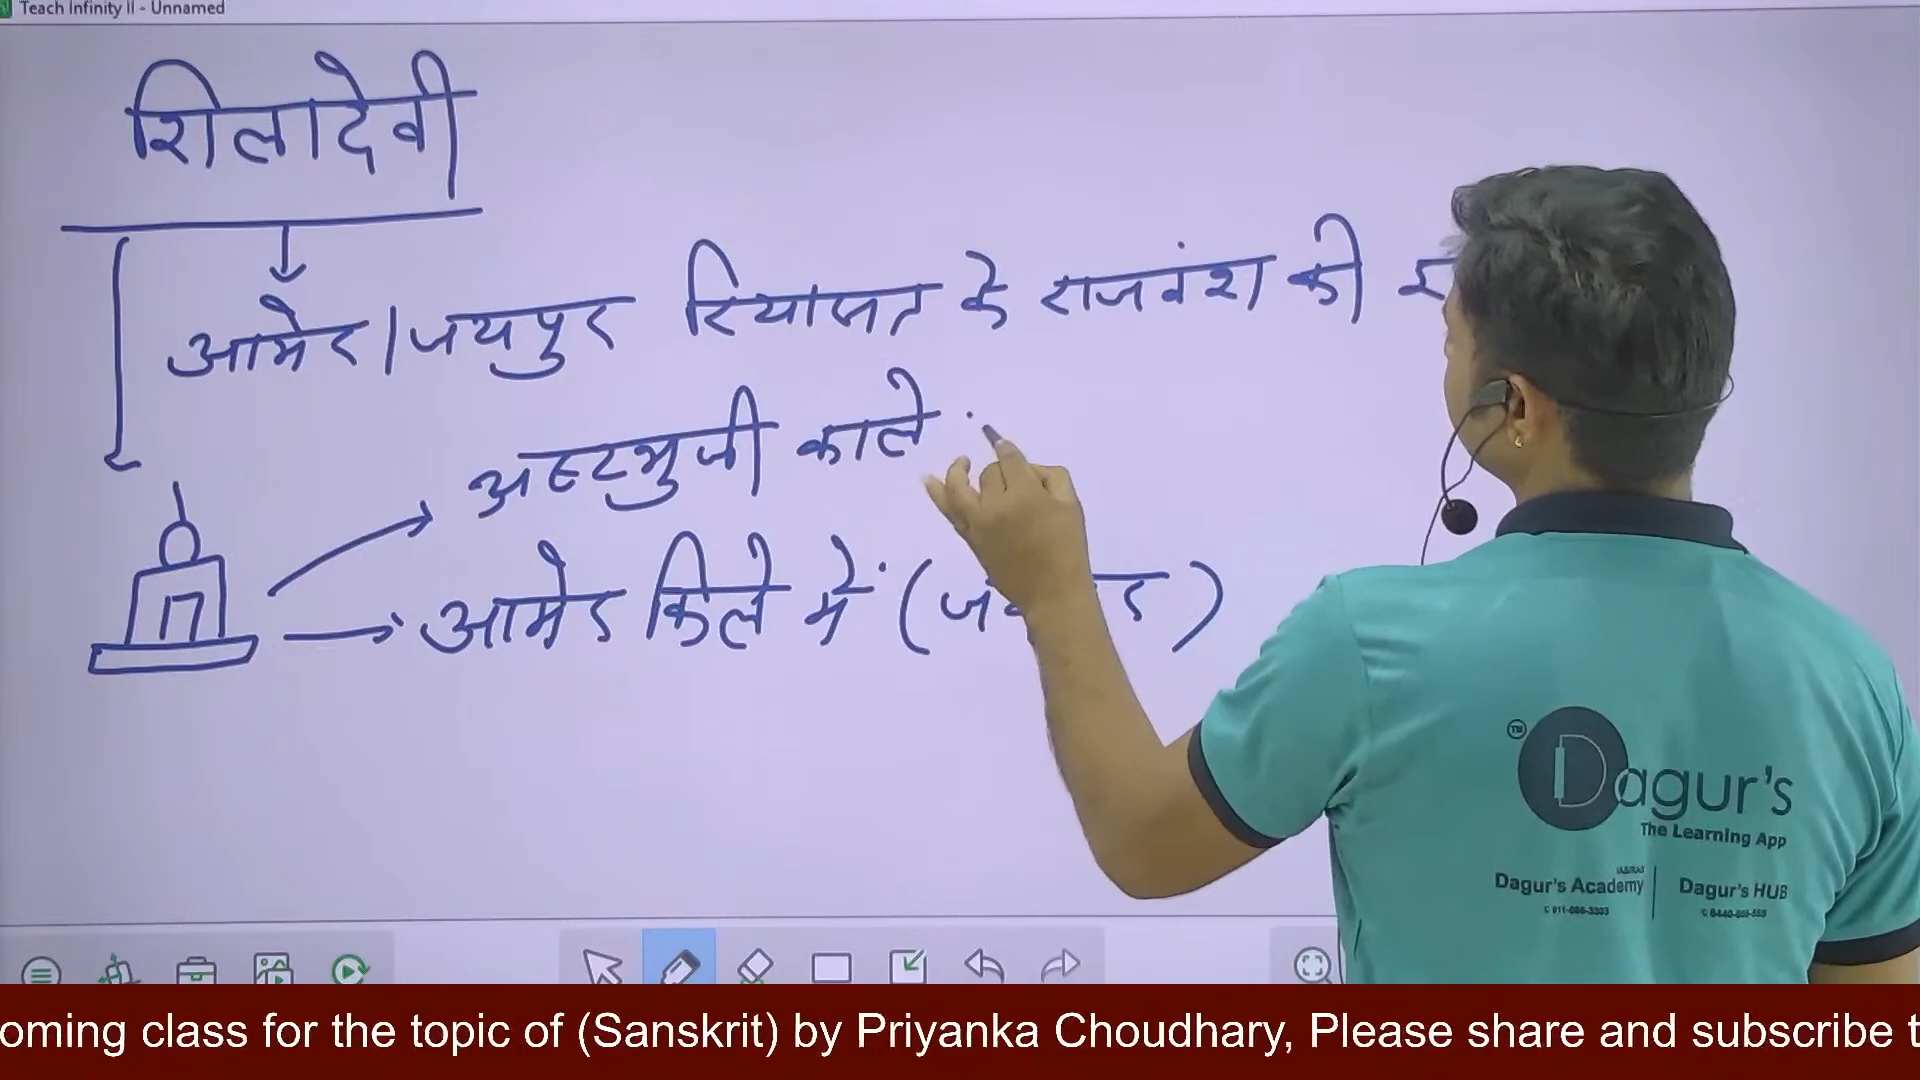 Teach Infinity II - Unnamed
शिलादेवी
आमेर/जयपुर रियासत के राजवंश की
अष्टभुजी काले
आमेर किले में (
TM
Dagur's
The Learning App
Dagur's Academy
Dagur's HUB
oming class for the topic of (Sanskrit) by Priyanka Choudhary, Please share and subscribe t